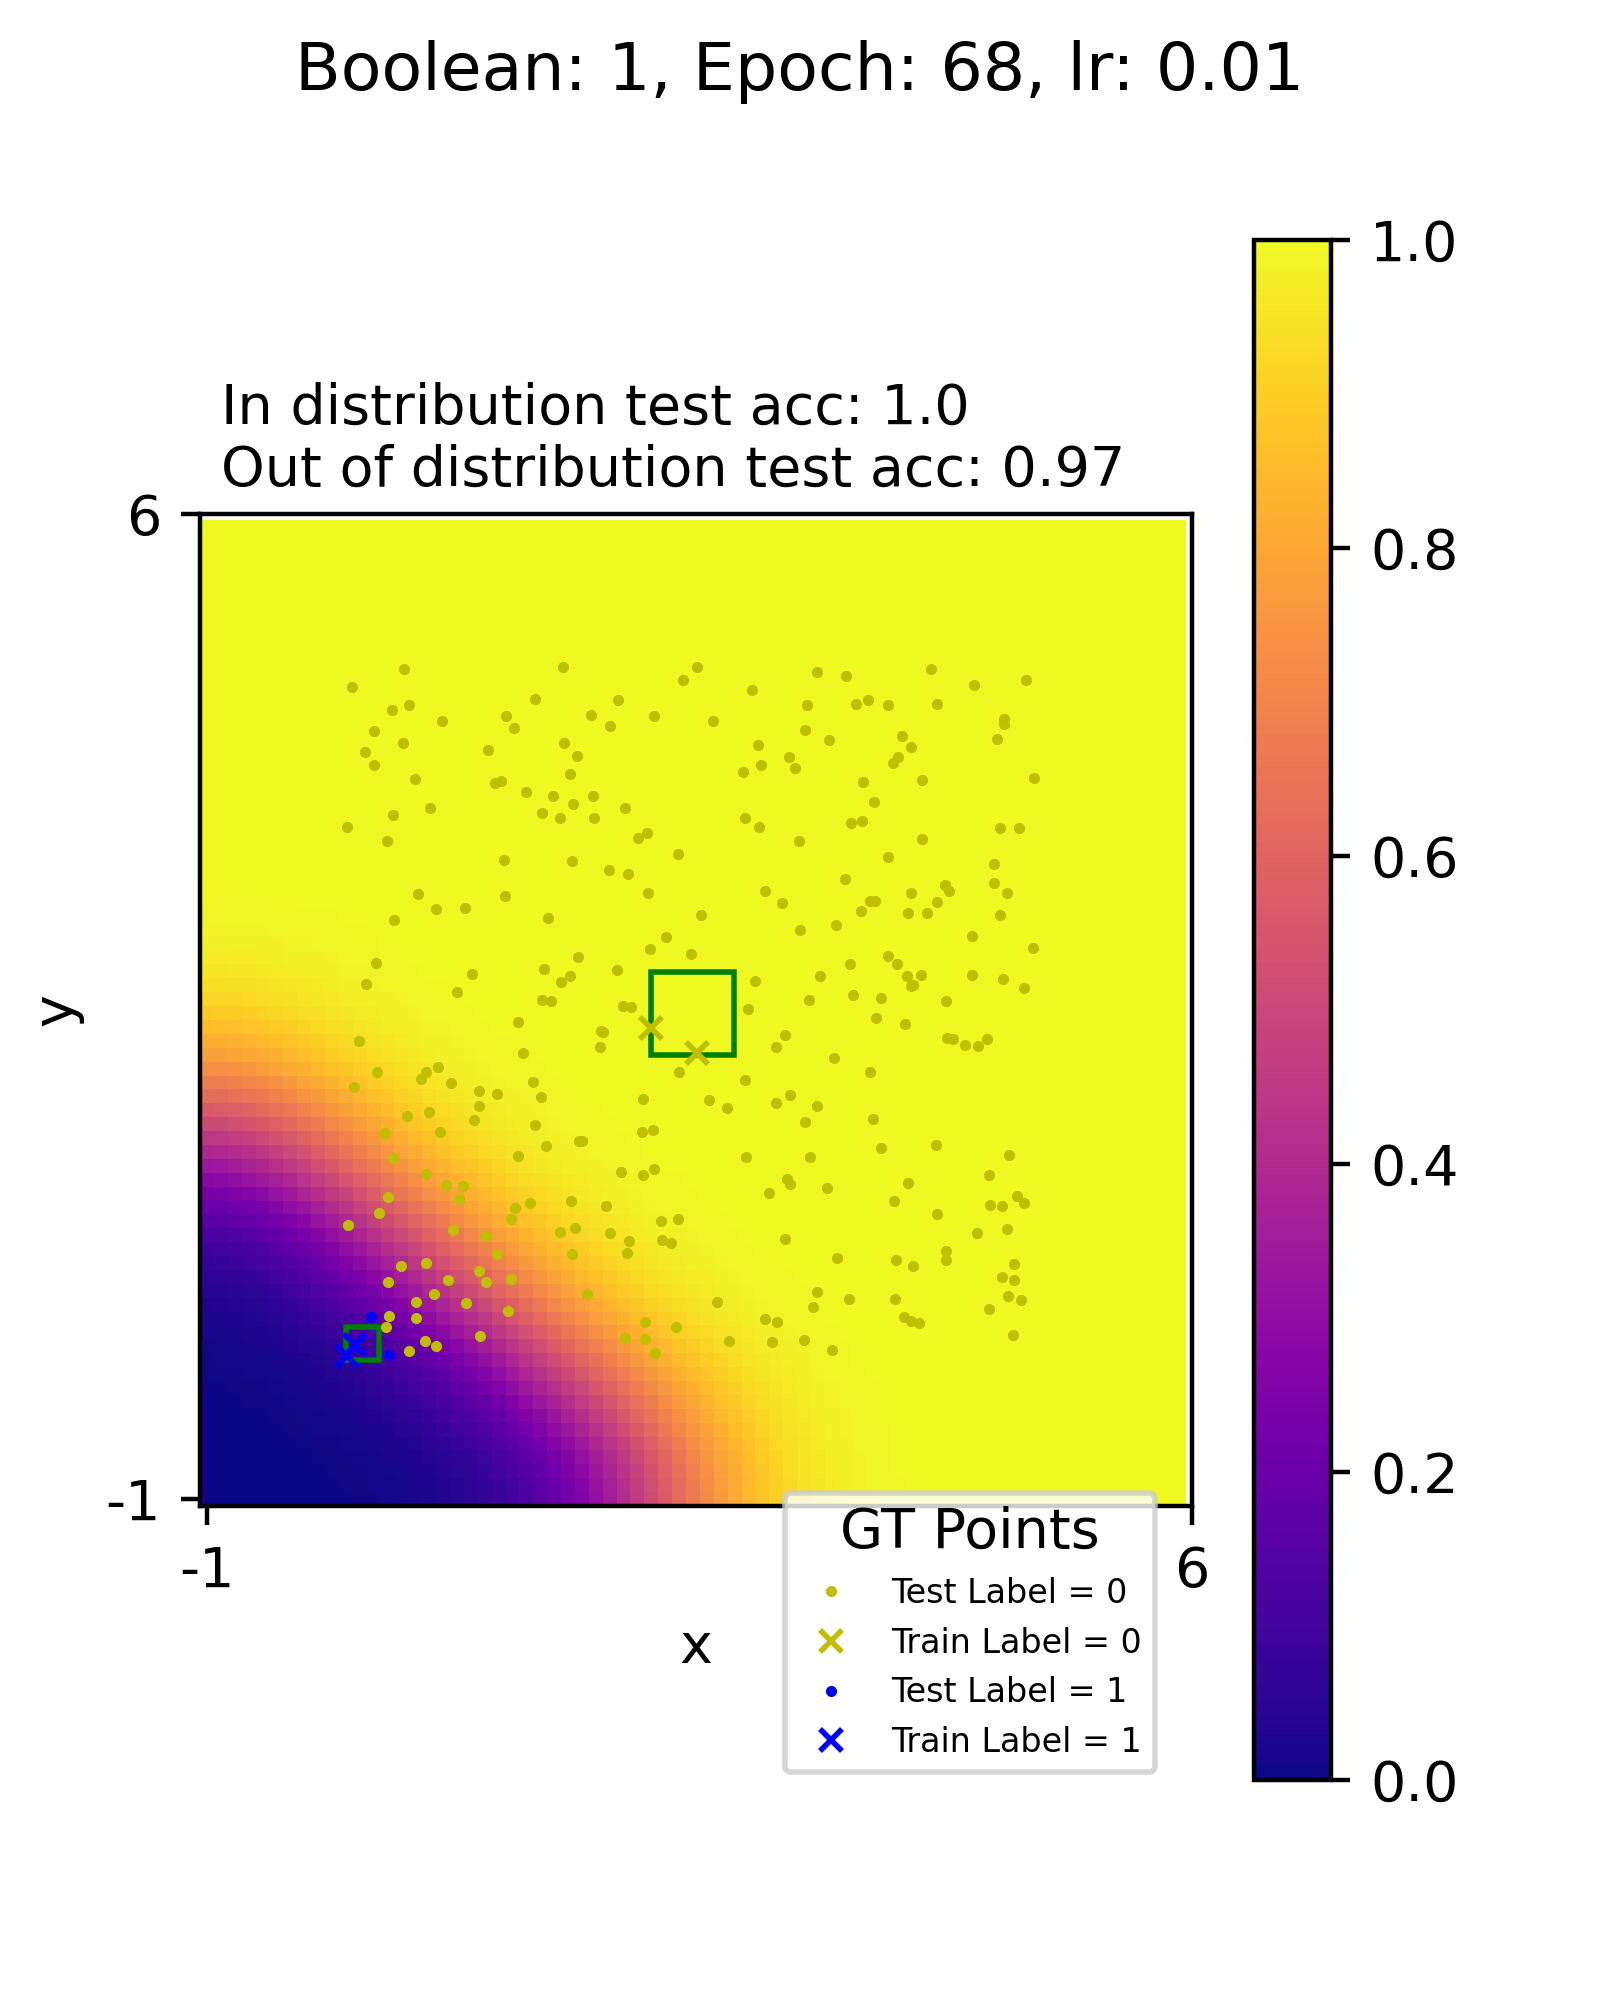 Boolean: 1, Epoch: 68, lr: 0.01
1.0
In distribution test acc: 1.0
Out of distribution test acc: 0.97
6
0.8
0.6
y
0.4
0.2
-1
GT Points
-1
6
Test Label = 0
x
Train Label = 0
Test Label = 1
Train Label = 1
0.0